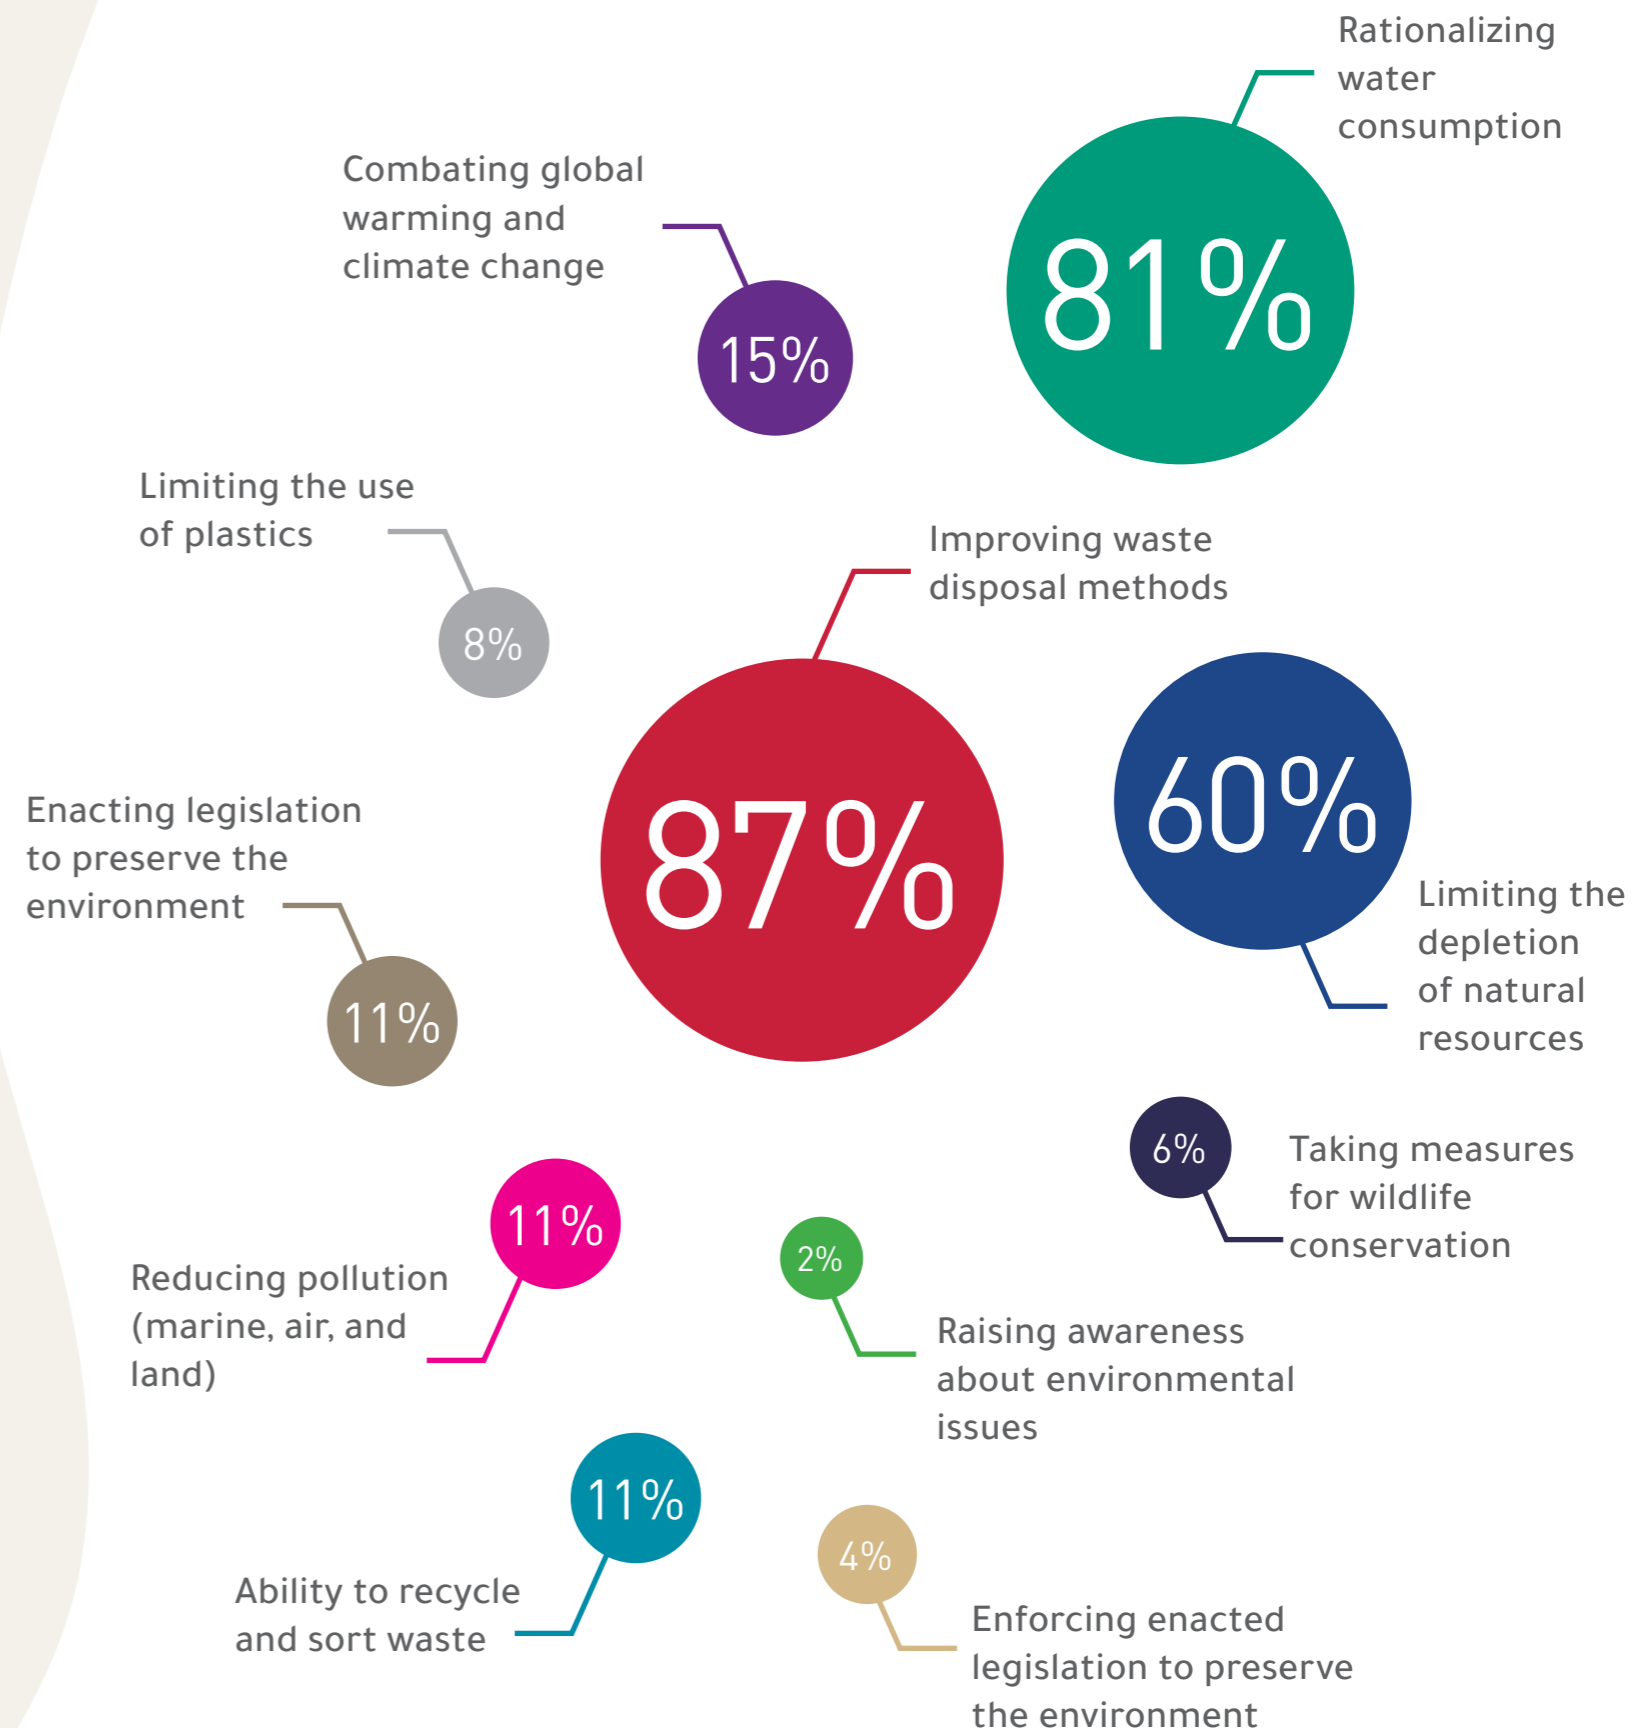 Rationalizing
water
consumption
81%
Combating global
warming and
climate change
15%
Limiting the use
of plastics
8%
Improving waste
disposal methods
87%
60%
Limiting the
depletion
of natural
resources
Enacting legislation
to preserve the
environment
11%
6%
Taking measures
for wildlife
conservation
11%
Reducing pollution
(marine, air, and
land)
2%
Raising awareness
about environmental
issues
11%
Ability to recycle
and sort waste
4%
Enforcing enacted
legislation to preserve
the environment